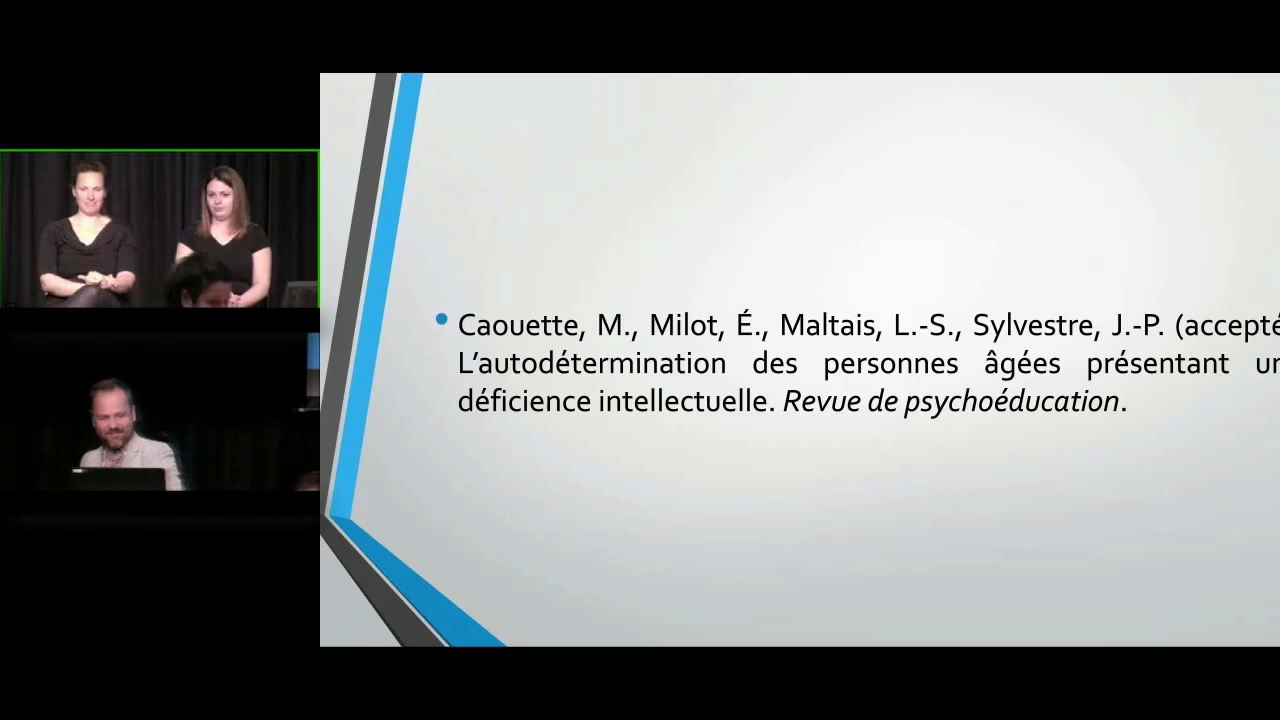 Caouette, M., Milot, É., Maltais, L.-S., Sylvestre, J.-P. (accepté
L'autodétermination des personnes âgées présentant un
déficience intellectuelle. Revue de psychoéducation.